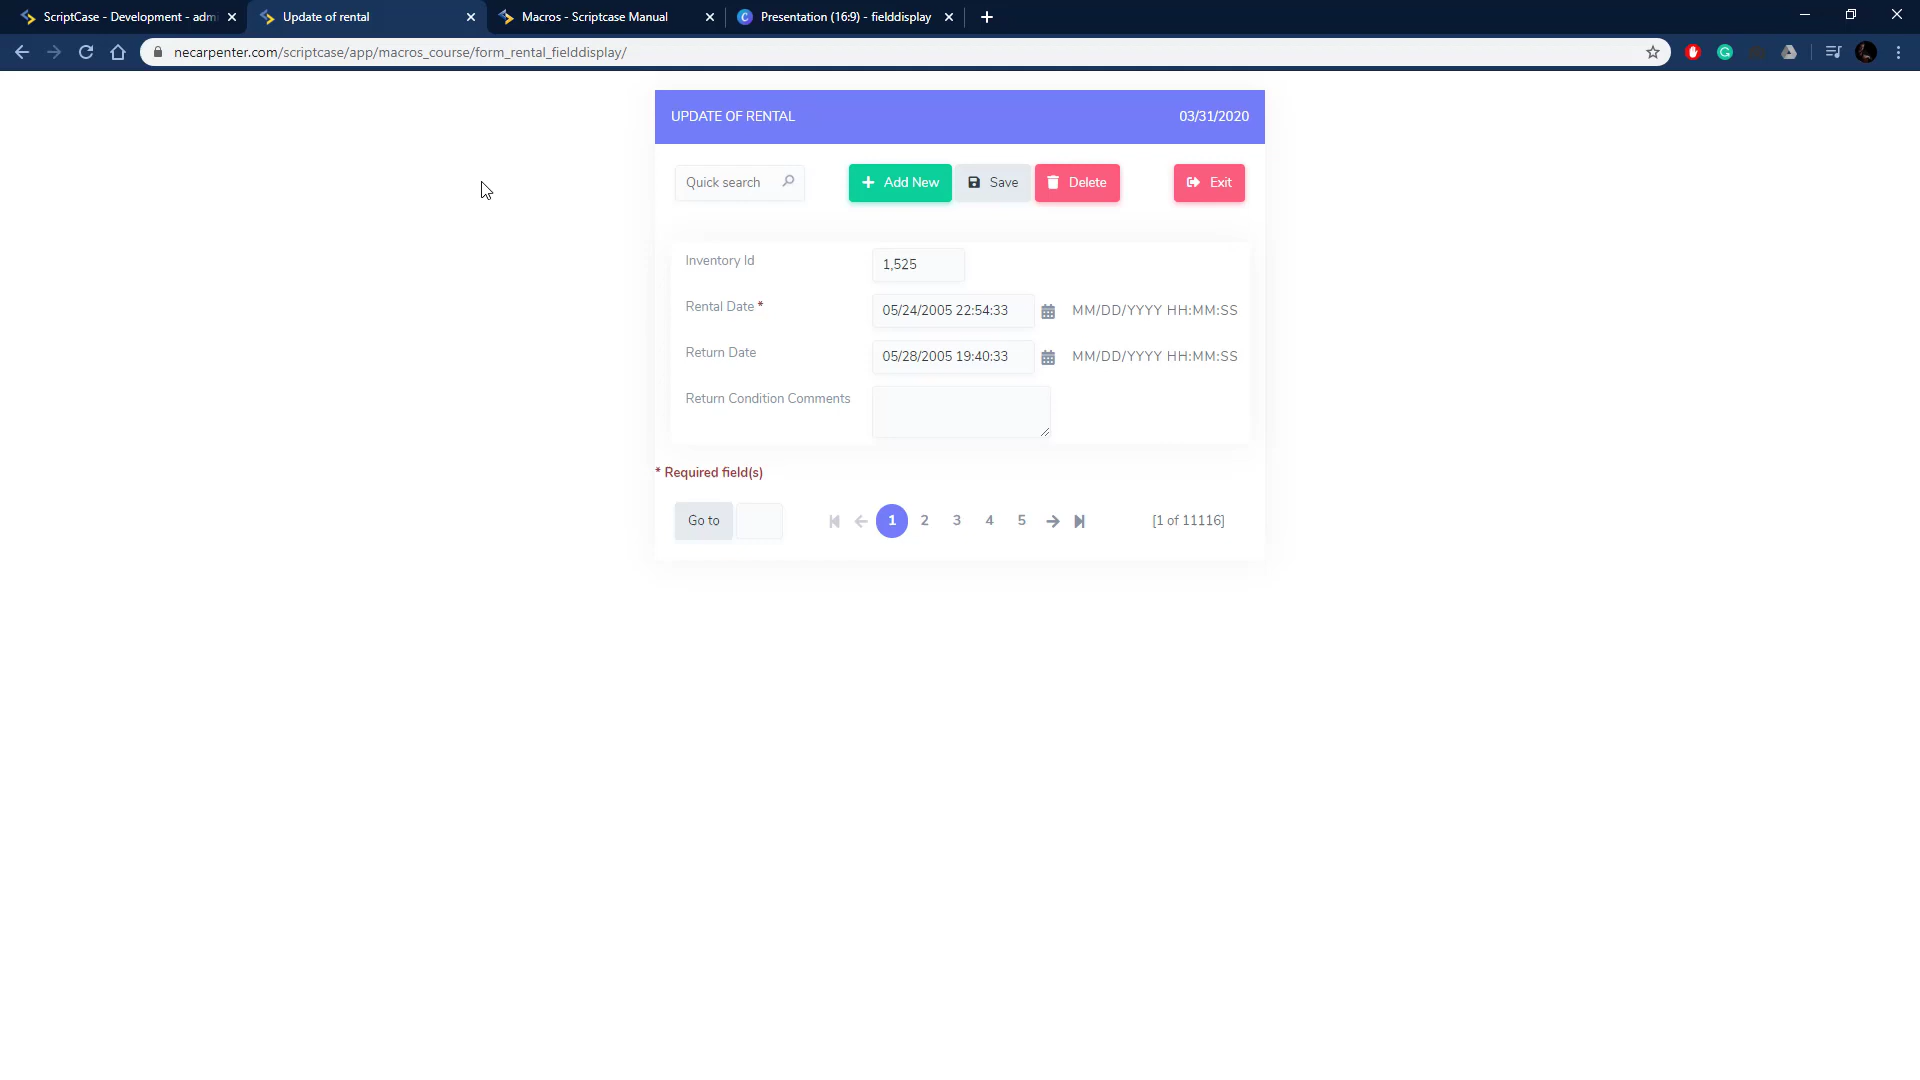 ScriptCase - Development - admi
Update of rental
Macros - Scriptcase Manual
Presentation (16:9) - fielddisplay
necarpenter.com/scriptcase/app/macros_course/form_rental_fielddisplay/
UPDATE OF RENTAL 03/31/2020
Quick search Add New Save Delete Exit
Inventory Id 1,525
Rental Date * 05/24/2005 22:54:33 MM/DD/YYYY HH:MM:SS
Return Date 05/28/2005 19:40:33 MM/DD/YYYY HH:MM:SS
Return Condition Comments
* Required field(s)
Go to 1 2 3 4 5 [1 of 11116]